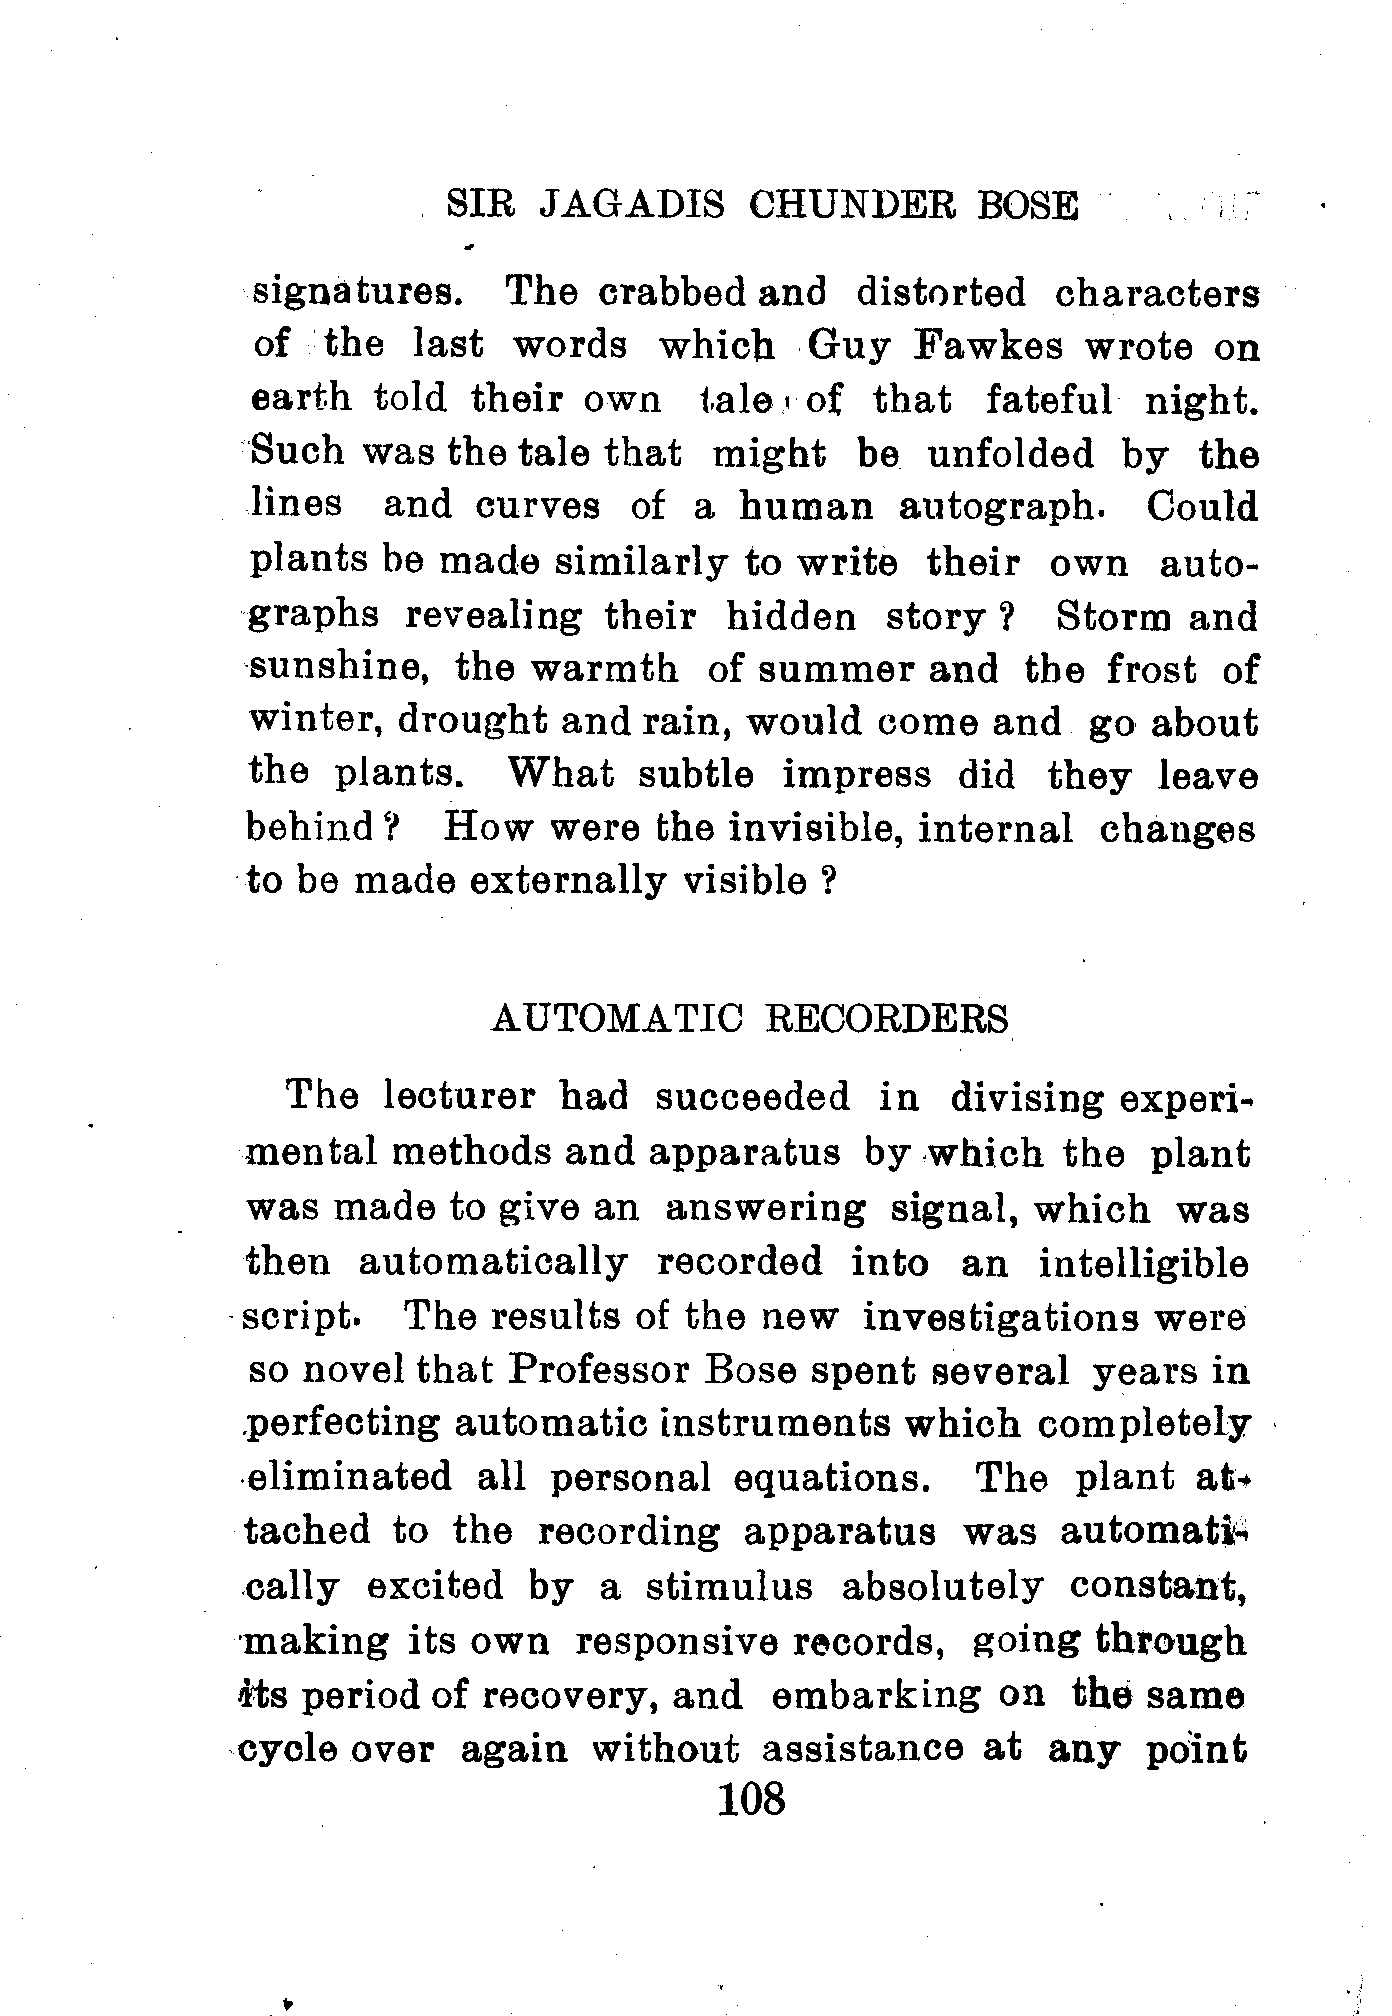 SIR JAGADIS CHUNDER BOSE
signatures. The crabbed and distorted characters
of the last words which Guy Fawkes wrote on
earth told their own tale of that fateful night.
Such was the tale that might be unfolded by the
lines and curves of a human autograph. Could
plants be made similarly to write their own auto-
graphs revealing their hidden story ? Storm and
sunshine, the warmth of summer and the frost of
winter, drought and rain, would come and go about
the plants. What subtle impress did they leave
behind ? How were the invisible, internal changes
to be made externally visible ?
AUTOMATIC RECORDERS
The lecturer had succeeded in divising experi-
mental methods and apparatus by which the plant
was made to give an answering signal, which was
then automatically recorded into an intelligible
script. The results of the new investigations were
so novel that Professor Bose spent several years in
perfecting automatic instruments which completely
eliminated all personal equations. The plant at-
tached to the recording apparatus was automati-
cally excited by a stimulus absolutely constant,
making its own responsive records, going through
its period of recovery, and embarking on the same
cycle over again without assistance at any point
108